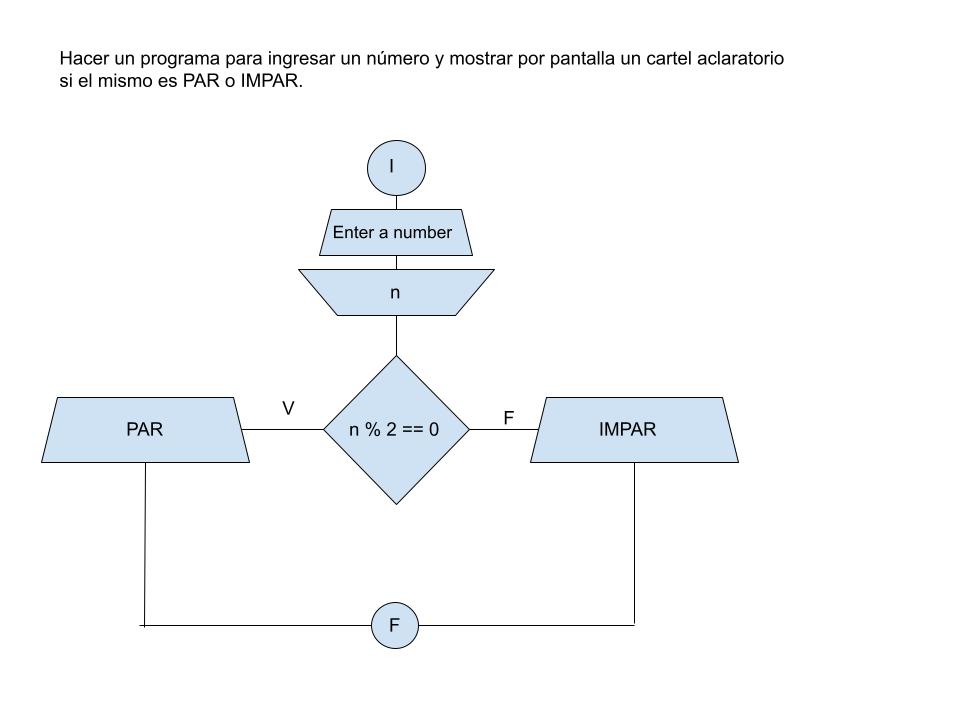 Hacer un programa para ingresar un número y mostrar por pantalla un cartel aclaratorio
si el mismo es PAR o IMPAR.
I
Enter a number
n
V
F
PAR
n % 2 == 0
IMPAR
F